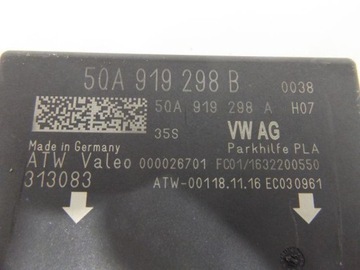 5QA 919 298 B 0038
5QA 919 298 A H07
35S VW AG
Made in Germany Parkhilfe PLA
ATW Valeo 000026701 FC01/1632200550
313083 ATW-00118.11.16 EC030961